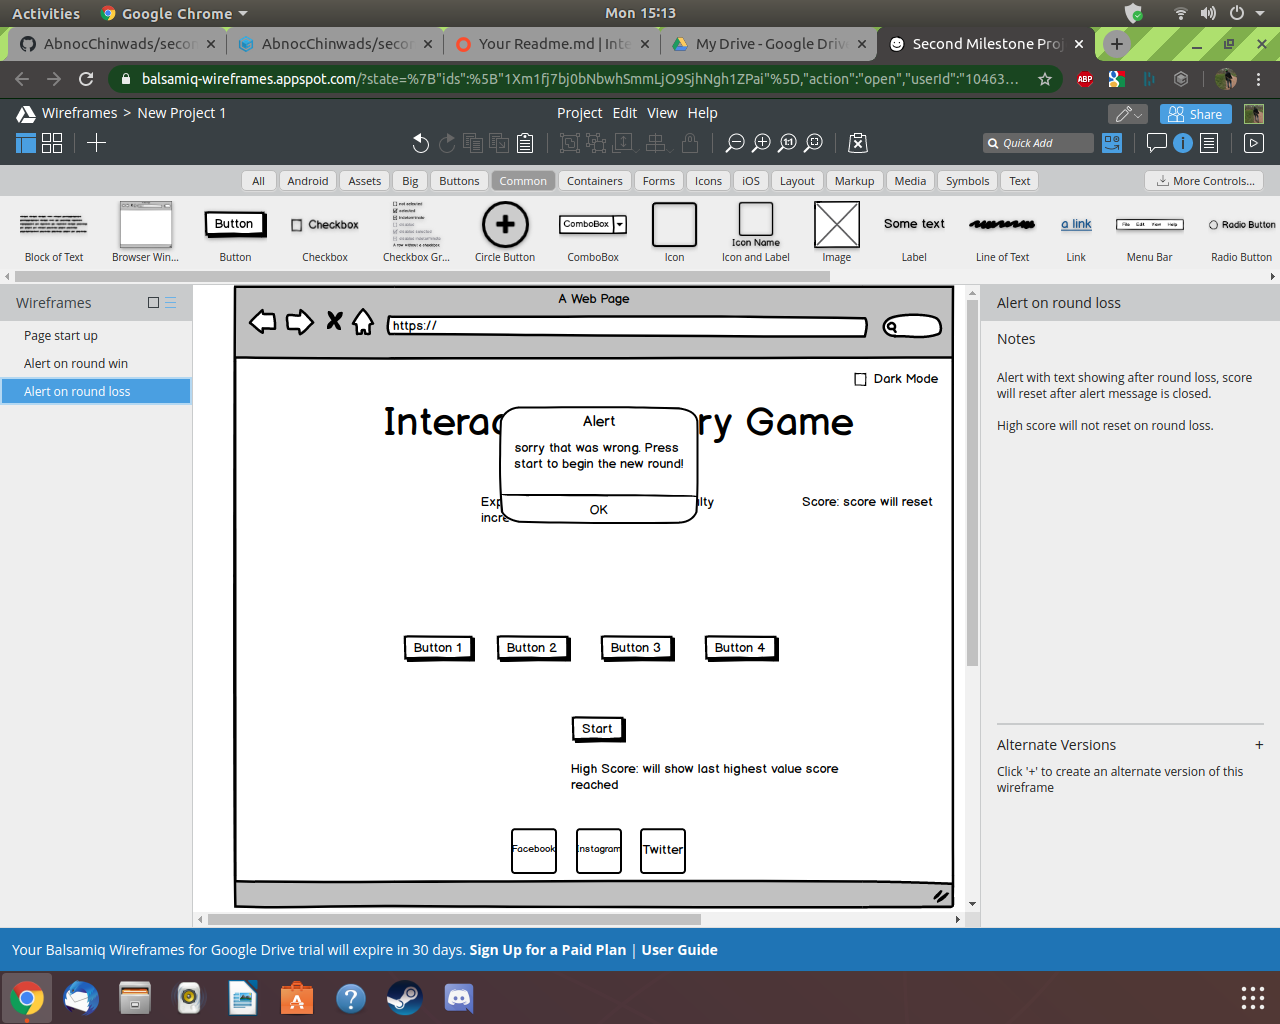 Activities
Google Chrome
Mon 15:13
AbnocChinwads/secon
AbnocChinwads/secon
Your Readme.md | Inte
My Drive - Google Drive
Second Milestone Proj
balsamiq-wireframes.appspot.com/?state=%7B"ids":%5B"1Xm1fj7bj0bNbwhSmmLjO9SjhNgh1ZPai"%5D,"action":"open","userId":"10463...
ABP
Wireframes > New Project 1
Project Edit View Help
Share
1:1
Quick Add
All Android Assets Big Buttons Common Containers Forms Icons iOS Layout Markup Media Symbols Text
More Controls...
Button
Checkbox
ComboBox
Icon Name
Some text
a link
File Edit View Help
Radio Button
Block of Text
Browser Win...
Button
Checkbox
Checkbox Gr...
Circle Button
ComboBox
Icon
Icon and Label
Image
Label
Line of Text
Link
Menu Bar
Radio Button
Wireframes
Page start up
Alert on round win
Alert on round loss
A Web Page
https://
Dark Mode
Interac
ry Game
Alert
sorry that was wrong. Press
start to begin the new round!
OK
Exp
ulty
incre
Score: score will reset
Button 1
Button 2
Button 3
Button 4
Start
High Score: will show last highest value score
reached
Facebook
Instagram
Twitter
Alert on round loss
Notes
Alert with text showing after round loss, score
will reset after alert message is closed.
High score will not reset on round loss.
Alternate Versions +
Click '+' to create an alternate version of this
wireframe
Your Balsamiq Wireframes for Google Drive trial will expire in 30 days. Sign Up for a Paid Plan | User Guide